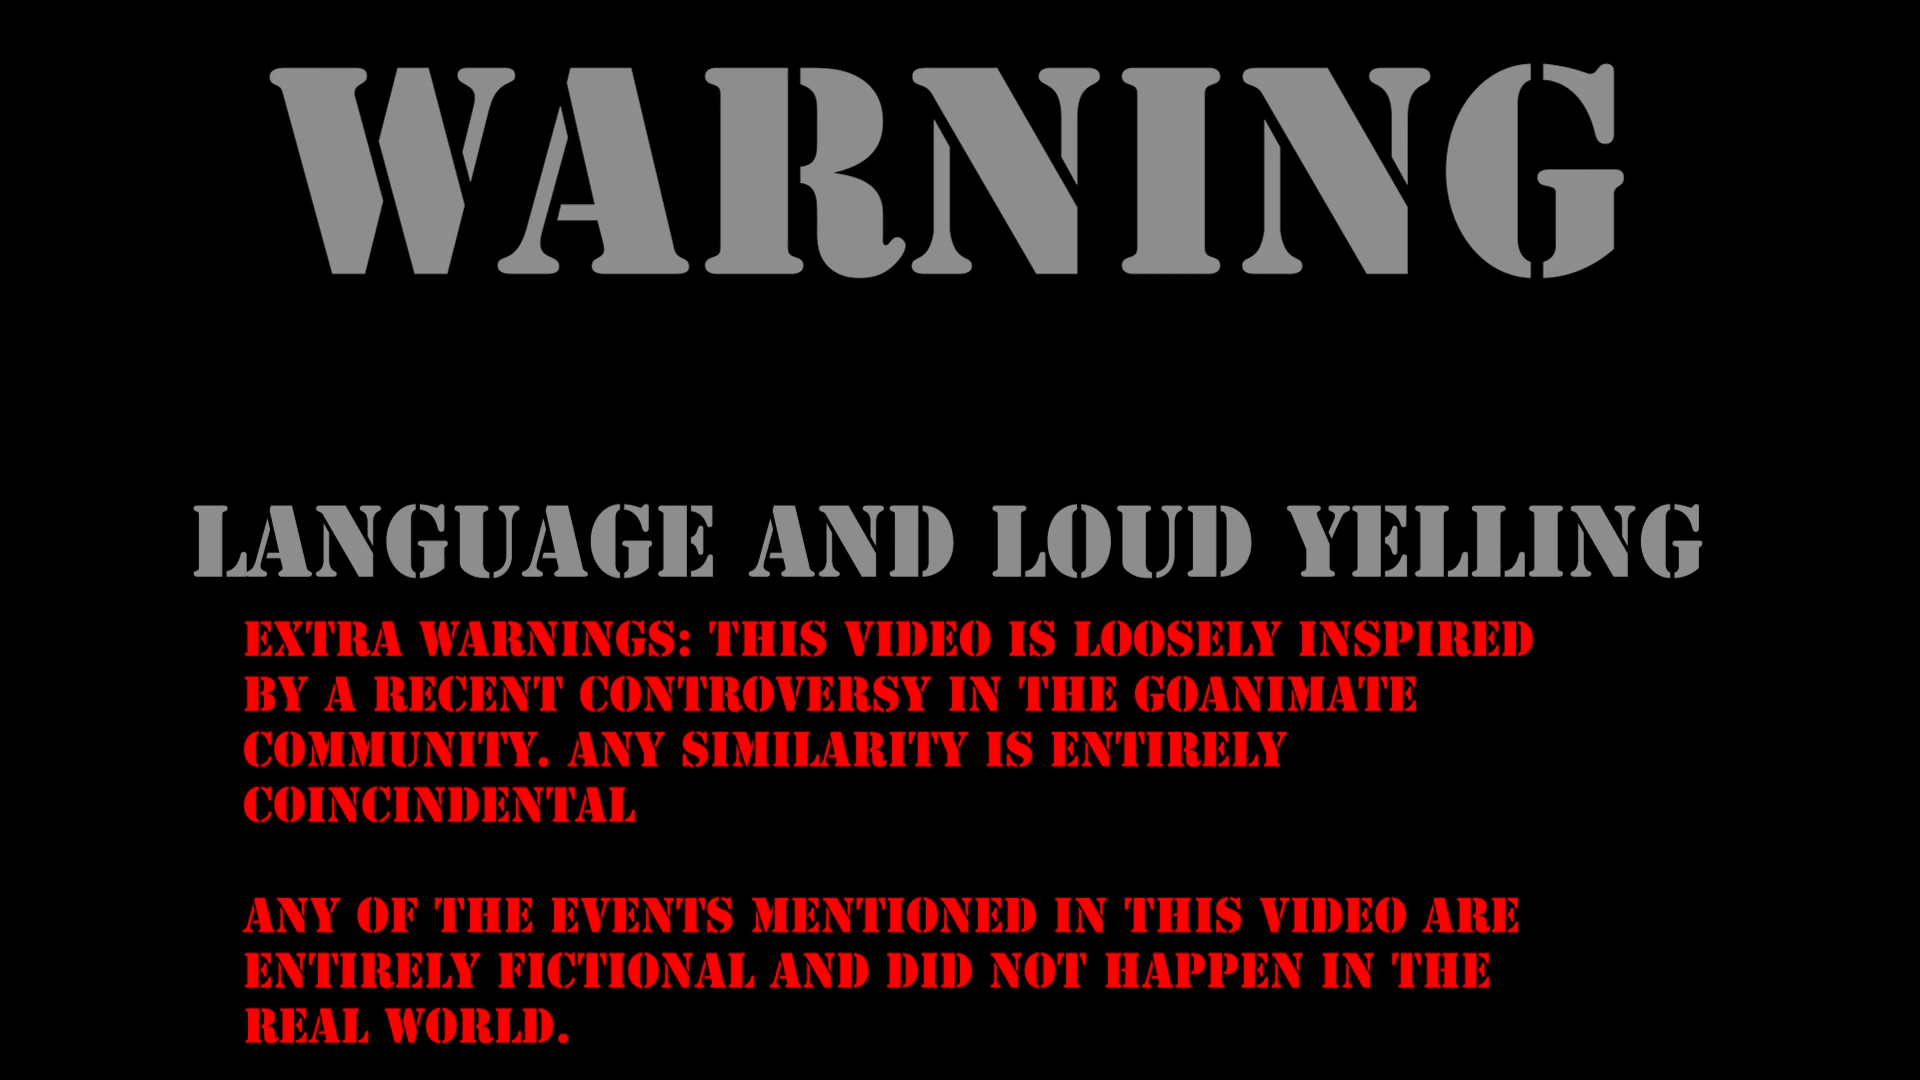 WARNING
LANGUAGE AND LOUD YELLING
EXTRA WARNINGS: THIS VIDEO IS LOOSELY INSPIRED
BY A RECENT CONTROVERSY IN THE GOANIMATE
COMMUNITY. ANY SIMILARITY IS ENTIRELY
COINCINDENTAL
ANY OF THE EVENTS MENTIONED IN THIS VIDEO ARE
ENTIRELY FICTIONAL AND DID NOT HAPPEN IN THE
REAL WORLD.